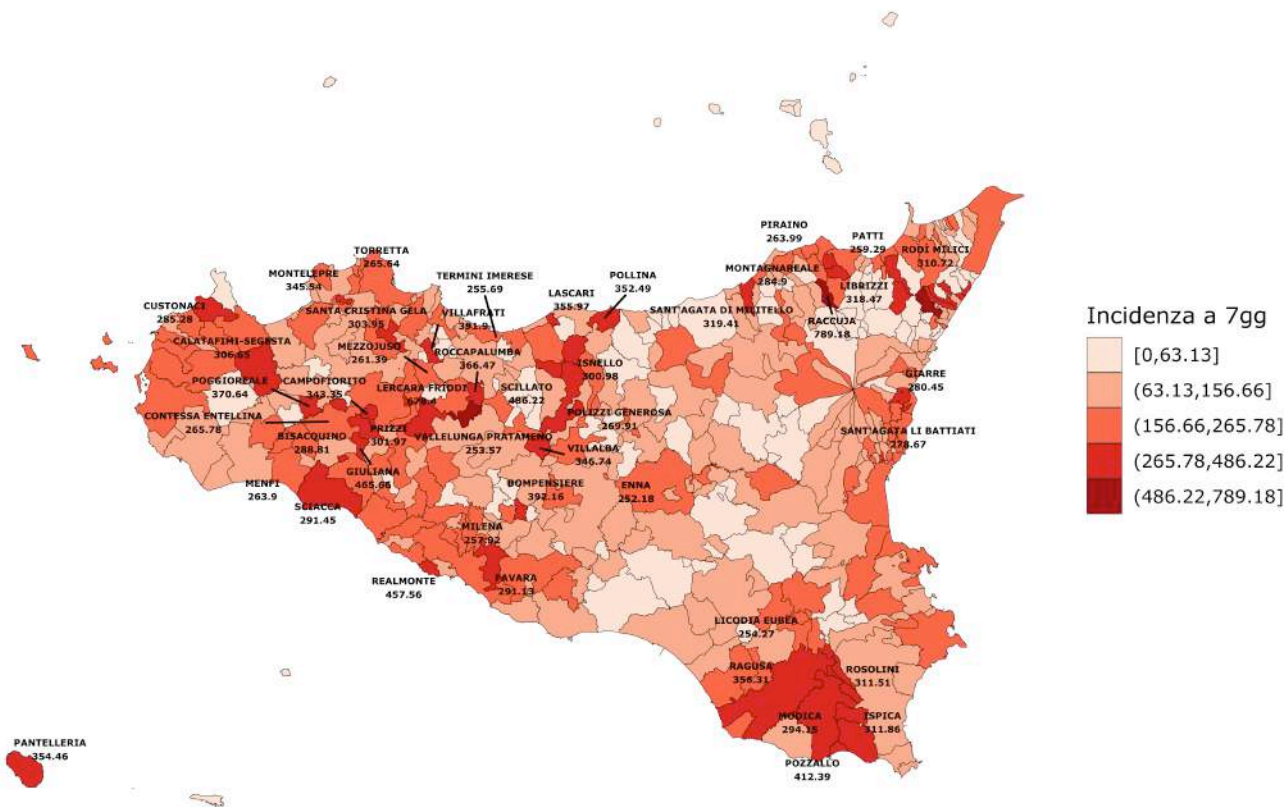 PIRAINO
263.99
PATTI
259.29
RODI MILICI
310.72
TORRETTA
265.64
MONTELEPRE
345.54
TERMINI IMERESE
255.69
POLLINA
352.49
MONTAGNAREALE
284.9
LIBRIZZI
318.47
CUSTONACI
285.28
SANTA CRISTINA GELA
303.95
VILLAFRATI
391.9
LASCARI
355.97
SANT'AGATA DI MILITELLO
319.41
RACCUJA
789.18
Incidenza a 7gg
[0,63.13]
(63.13,156.66]
(156.66,265.78]
(265.78,486.22]
(486.22,789.18]
CALATAFIMI-SEGESTA
306.65
MEZZOJUSO
261.39
ROCCAPALUMBA
366.47
ISNELLO
300.98
GIARRE
280.45
POGGIOREALE
370.64
CAMPOFIORITO
343.35
LERCARA FRIDDI
678.4
SCILLATO
486.22
CONTESSA ENTELLINA
265.78
BISACQUINO
288.81
PRIZZI
301.97
POLIZZI GENEROSA
269.91
SANT'AGATA LI BATTIATI
278.67
VALLELUNGA PRATAMENO
253.57
VILLALBA
346.74
GIULIANA
465.66
MENFI
263.9
BOMPENSIERE
392.16
ENNA
252.18
SCIACCA
291.45
MILENA
257.92
REALMONTE
457.56
FAVARA
291.13
LICODIA EUBEA
254.27
RAGUSA
356.31
ROSOLINI
311.51
MODICA
294.15
ISPICA
311.86
PANTELLERIA
354.46
POZZALLO
412.39